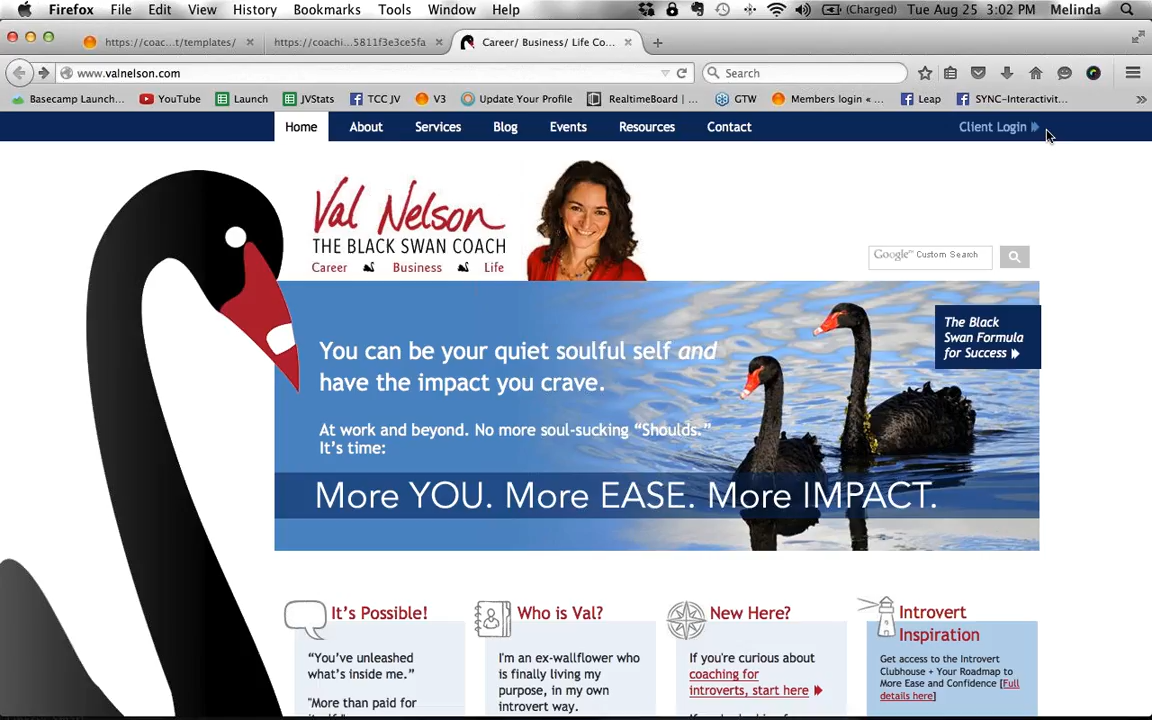 Firefox File Edit View History Bookmarks Tools Window Help (Charged) Tue Aug 25 3:02 PM Melinda
https://coac...t/templates/ https://coachi...5811f3e3ce5fa Career/ Business/ Life Co...
www.valnelson.com Search
Basecamp Launch... YouTube Launch JVStats TCC JV V3 Update Your Profile RealtimeBoard | ... GTW Members login « ... Leap SYNC-Interactivit...
Home About Services Blog Events Resources Contact Client Login
Val Nelson
THE BLACK SWAN COACH
Career Business Life
Google™ Custom Search
You can be your quiet soulful self and
have the impact you crave.
At work and beyond. No more soul-sucking “Shoulds.”
It’s time:
More YOU. More EASE. More IMPACT.
The Black
Swan Formula
for Success
It’s Possible!
“You’ve unleashed
what’s inside me.”
"More than paid for
Who is Val?
I'm an ex-wallflower who
is finally living my
purpose, in my own
introvert way.
New Here?
If you're curious about
coaching for
introverts, start here
Introvert
Inspiration
Get access to the Introvert
Clubhouse + Your Roadmap to
More Ease and Confidence [Full
details here]